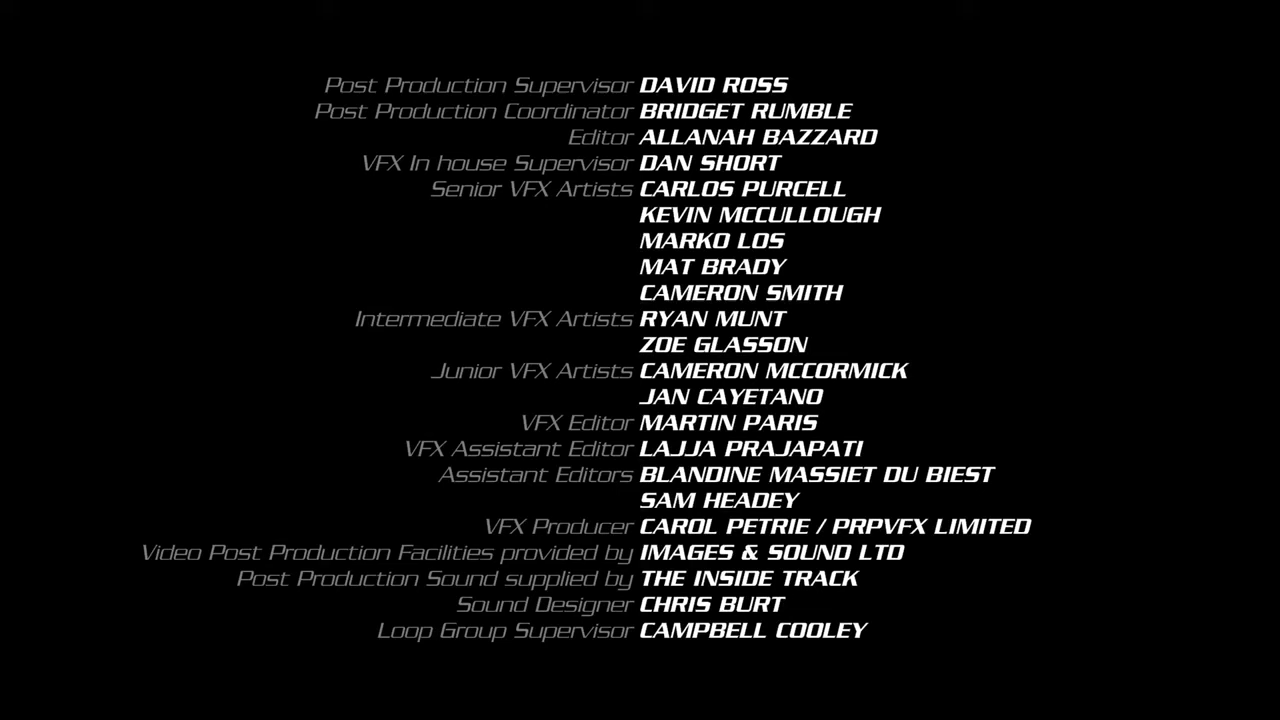 Post Production Supervisor DAVID ROSS
Post Production Coordinator BRIDGET RUMBLE
Editor ALLANAH BAZZARD
VFX In house Supervisor DAN SHORT
Senior VFX Artists CARLOS PURCELL
KEVIN MCCULLOUGH
MARKO LOS
MAT BRADY
CAMERON SMITH
Intermediate VFX Artists RYAN MUNT
ZOE GLASSON
Junior VFX Artists CAMERON MCCORMICK
JAN CAYETANO
VFX Editor MARTIN PARIS
VFX Assistant Editor LAJJA PRAJAPATI
Assistant Editors BLANDINE MASSIET DU BIEST
SAM HEADEY
VFX Producer CAROL PETRIE / PRPVFX LIMITED
Video Post Production Facilities provided by IMAGES & SOUND LTD
Post Production Sound supplied by THE INSIDE TRACK
Sound Designer CHRIS BURT
Loop Group Supervisor CAMPBELL COOLEY